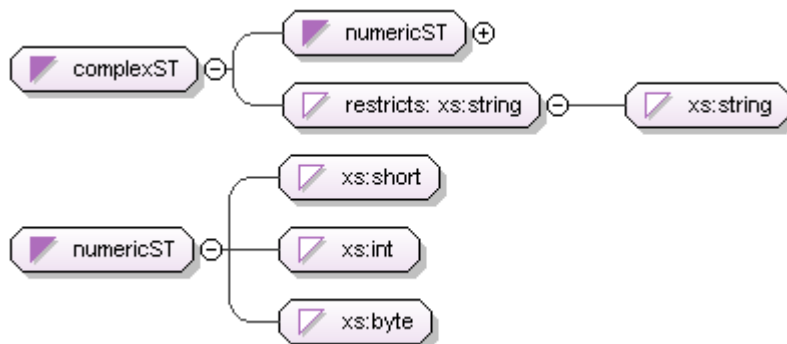 numericST
complexST
restricts: xs:string
xs:string
xs:short
numericST
xs:int
xs:byte